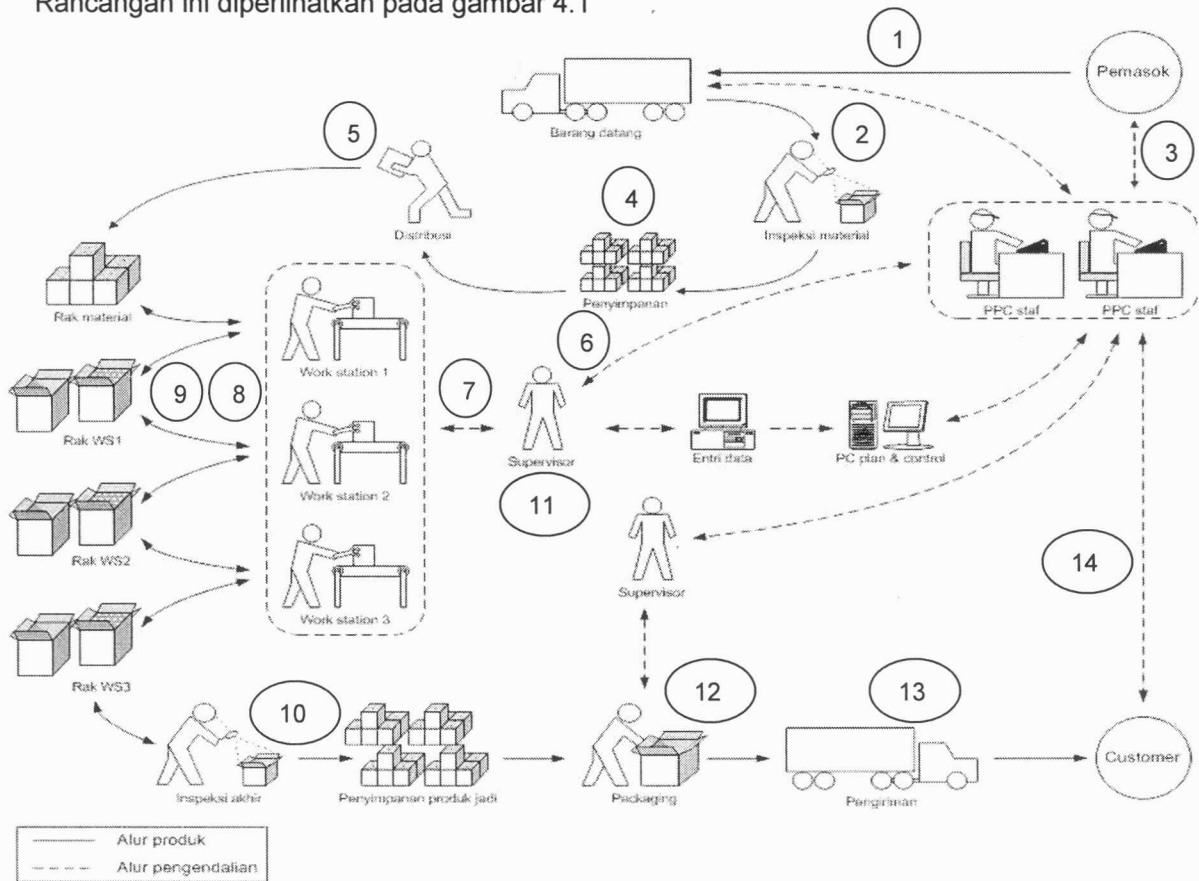 Rancangan ini diperlihatkan pada gambar 4.1
1
Pemasok
Barang datang
2
3
5
4
Distribusi
Inspeksi material
Penyimpanan
PPC staf
PPC staf
Rak material
6
Work station 1
9
8
7
Rak WS1
Supervisor
Entri data
PC plan & control
Work station 2
11
Rak WS2
14
Supervisor
Work station 3
Rak WS3
10
12
13
Customer
Inspeksi akhir
Penyimpanan produk jadi
Packaging
Pengiriman
Alur produk
Alur pengendalian